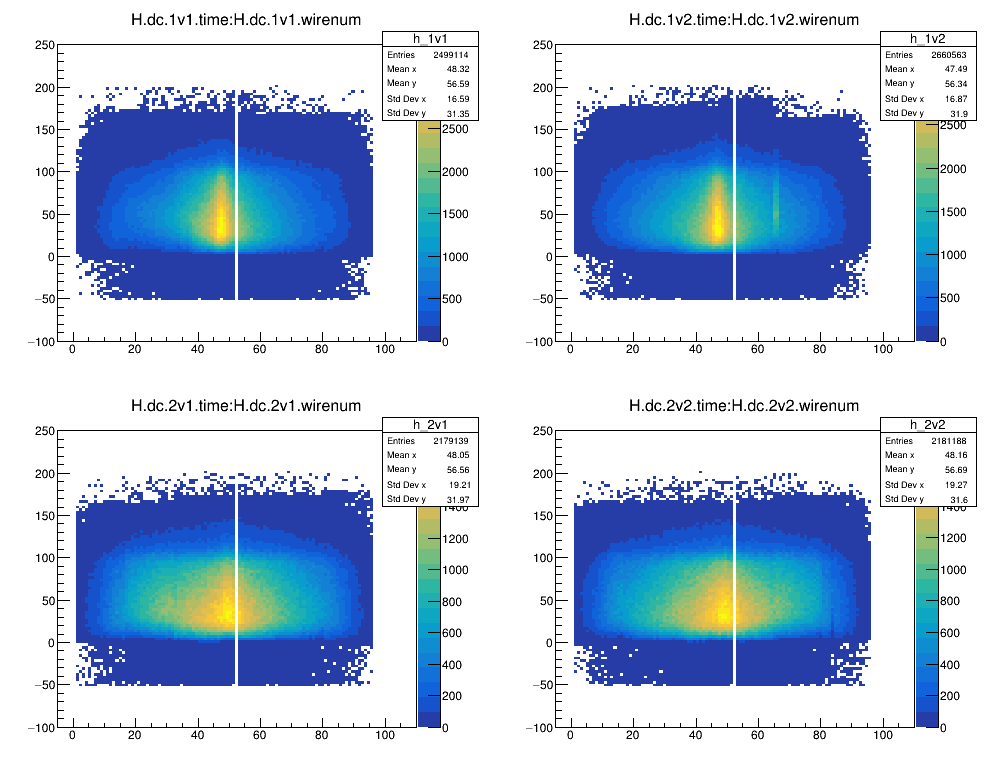 H.dc.1v1.time:H.dc.1v1.wirenum
h_1v1
Entries 2499114
Mean x 48.32
Mean y 56.59
Std Dev x 16.59
Std Dev y 31.35
250
200
150
100
50
0
−50
−100
0 20 40 60 80 100
2500
2000
1500
1000
500
0
H.dc.1v2.time:H.dc.1v2.wirenum
h_1v2
Entries 2660563
Mean x 47.49
Mean y 56.34
Std Dev x 16.87
Std Dev y 31.9
250
200
150
100
50
0
−50
−100
0 20 40 60 80 100
2500
2000
1500
1000
500
0
H.dc.2v1.time:H.dc.2v1.wirenum
h_2v1
Entries 2179139
Mean x 48.05
Mean y 56.56
Std Dev x 19.21
Std Dev y 31.97
250
200
150
100
50
0
−50
−100
0 20 40 60 80 100
1400
1200
1000
800
600
400
200
0
H.dc.2v2.time:H.dc.2v2.wirenum
h_2v2
Entries 2181188
Mean x 48.16
Mean y 56.69
Std Dev x 19.27
Std Dev y 31.6
250
200
150
100
50
0
−50
−100
0 20 40 60 80 100
1400
1200
1000
800
600
400
200
0